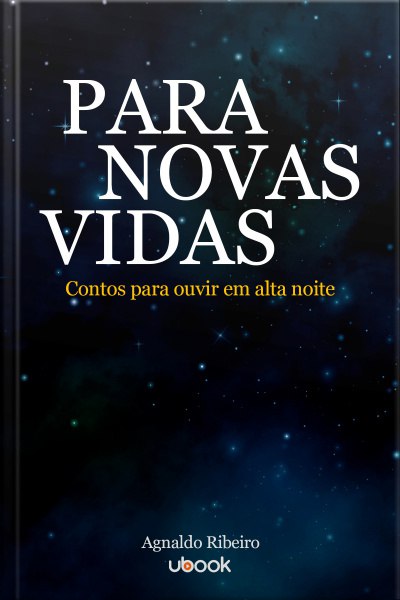 PARA
NOVAS
VIDAS
Contos para ouvir em alta noite
Agnaldo Ribeiro
ubook